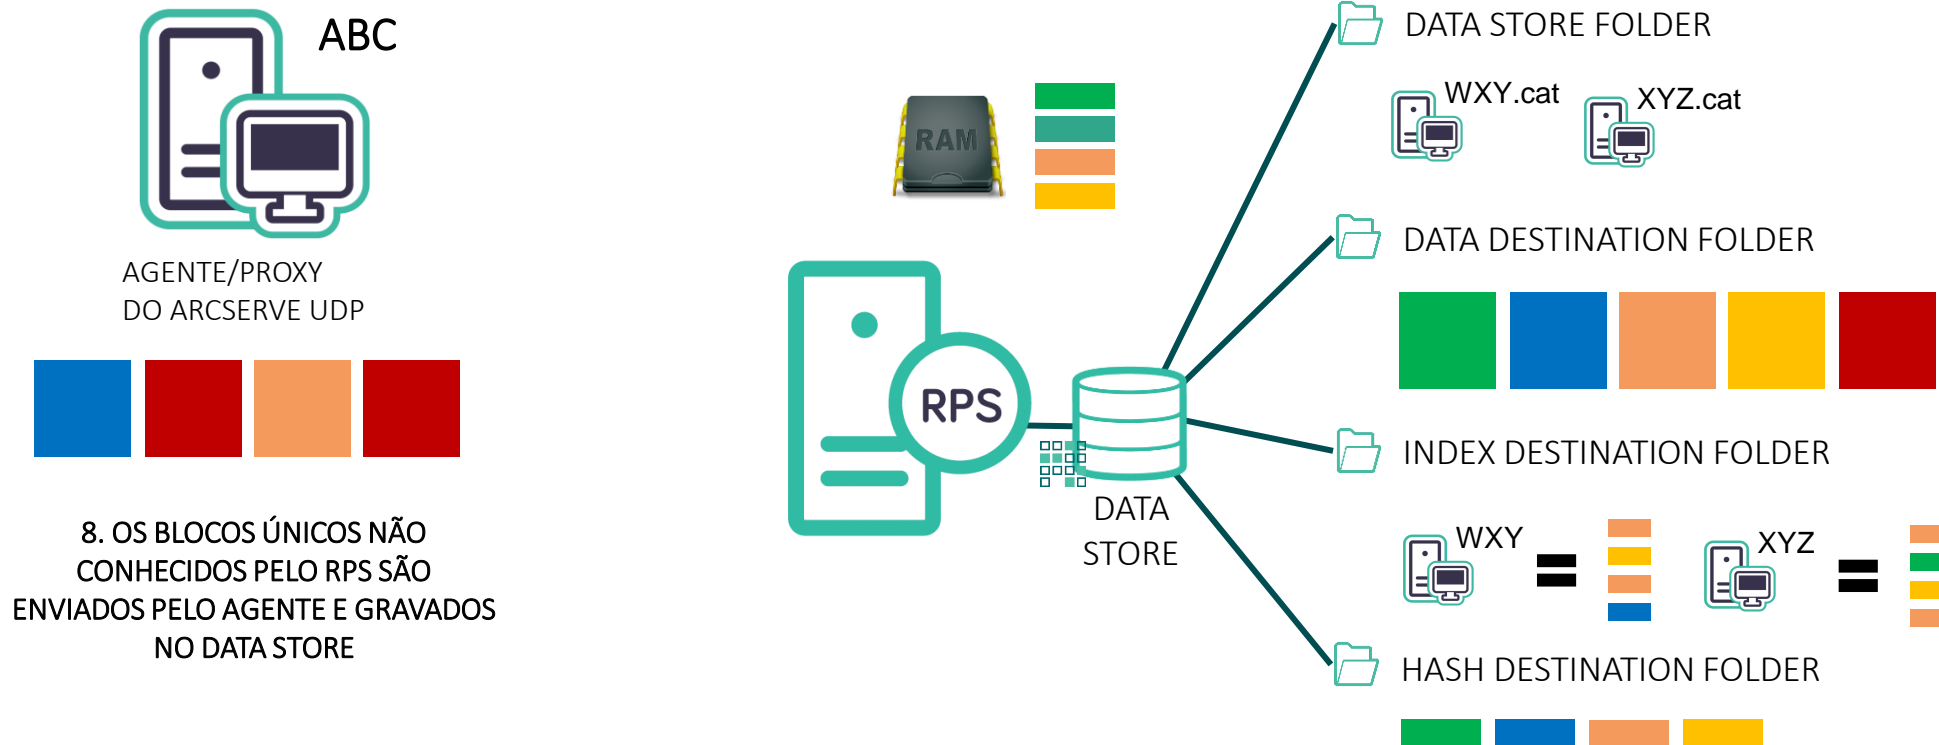 ABC
AGENTE/PROXY
DO ARCSERVE UDP
8. OS BLOCOS ÚNICOS NÃO
CONHECIDOS PELO RPS SÃO
ENVIADOS PELO AGENTE E GRAVADOS
NO DATA STORE
RAM
RPS
DATA
STORE
DATA STORE FOLDER
WXY.cat
XYZ.cat
DATA DESTINATION FOLDER
INDEX DESTINATION FOLDER
WXY
XYZ
HASH DESTINATION FOLDER